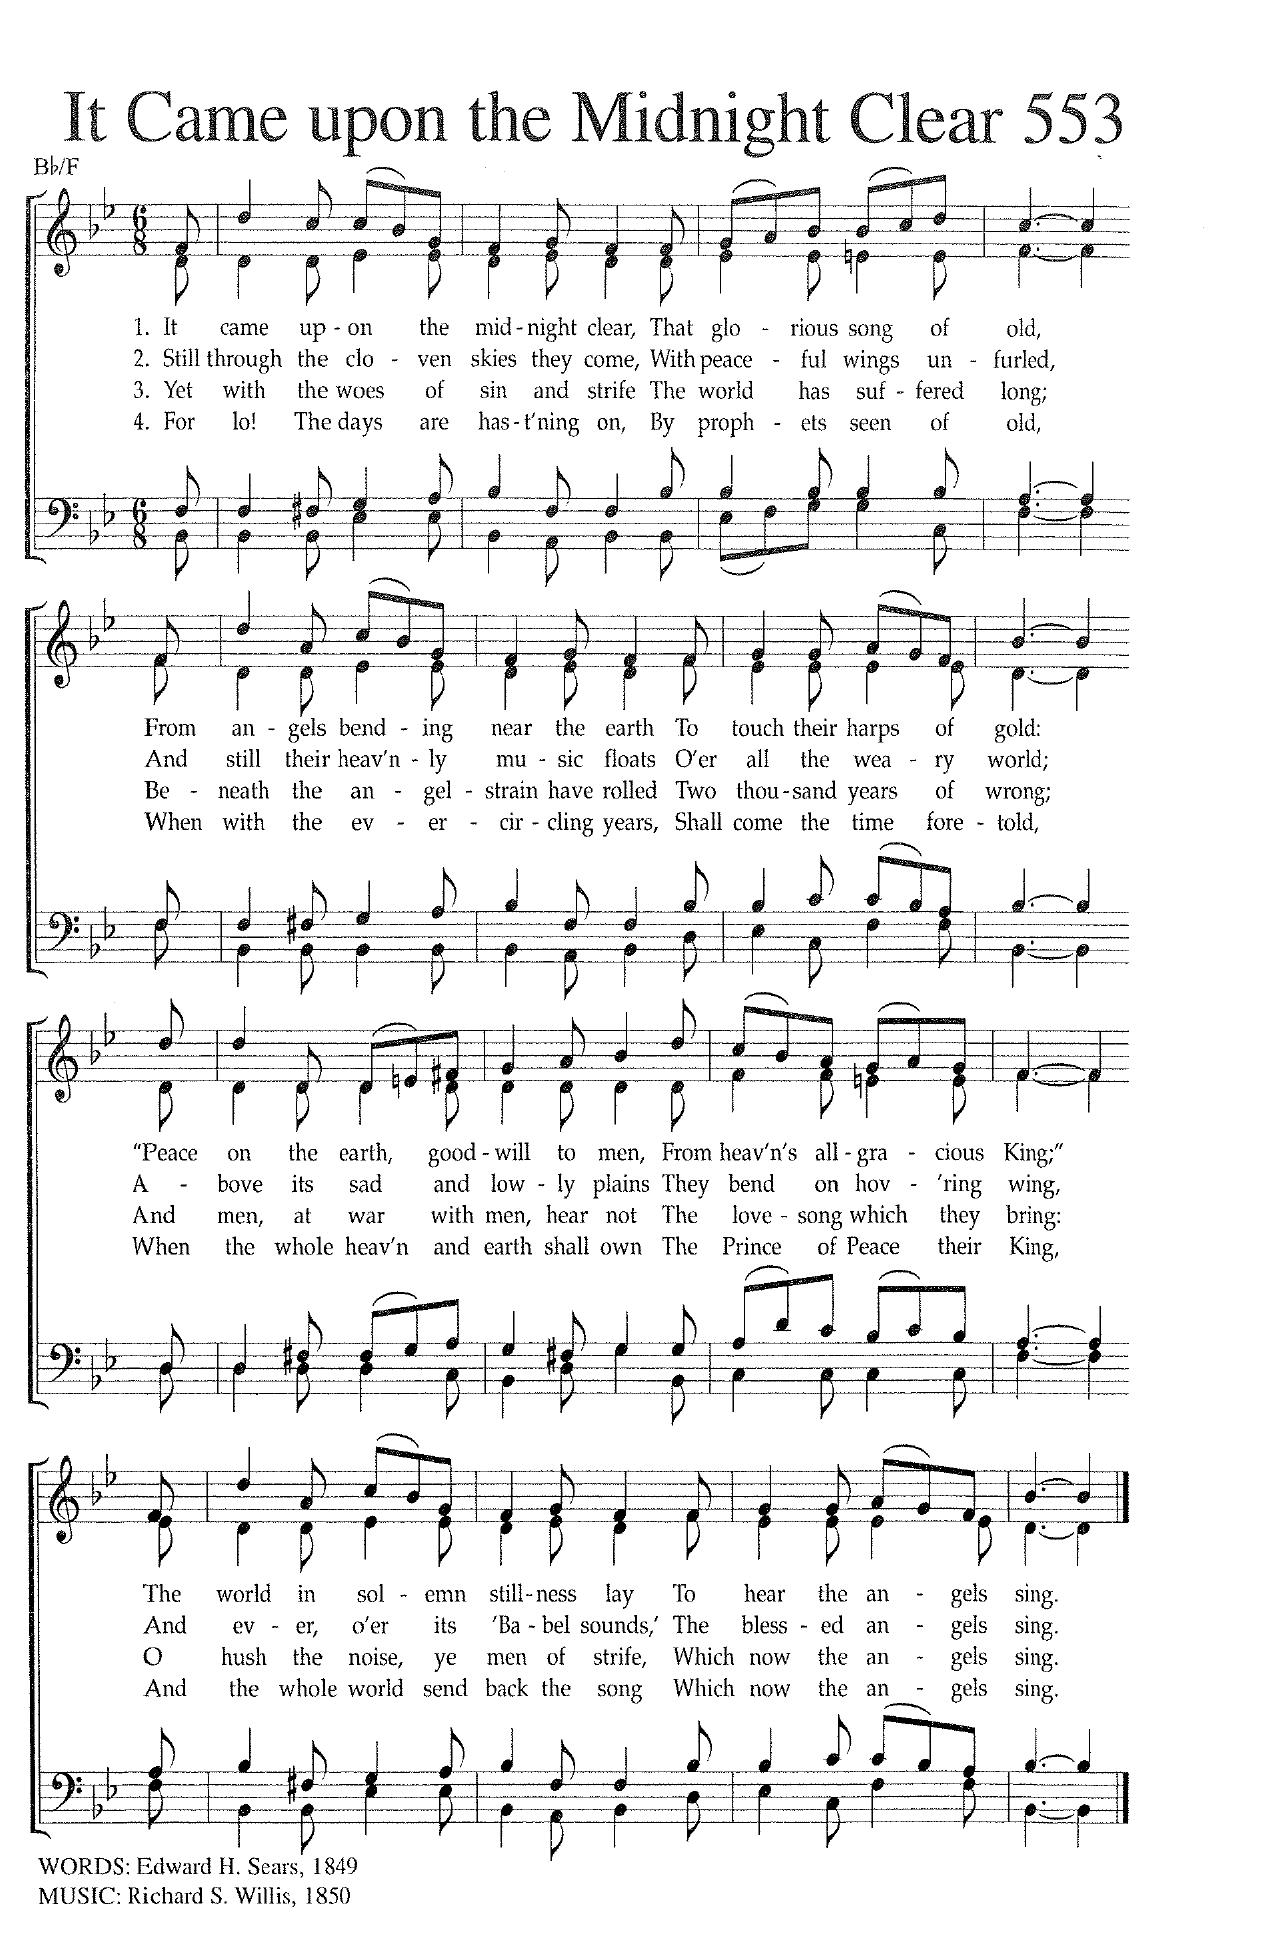 It Came upon the Midnight Clear 553
B♭/F
1. It came up - on the mid - night clear, That glo - rious song of old,
2. Still through the clo - ven skies they come, With peace - ful wings un - furled,
3. Yet with the woes of sin and strife The world has suf - fered long;
4. For lo! The days are has - t'ning on, By proph - ets seen of old,
From an - gels bend - ing near the earth To touch their harps of gold:
And still their heav'n - ly mu - sic floats O'er all the wea - ry world;
Be - neath the an - gel - strain have rolled Two thou - sand years of wrong;
When with the ev - er - cir - cling years, Shall come the time fore - told,
"Peace on the earth, good - will to men, From heav'n's all - gra - cious King;"
A - bove its sad and low - ly plains They bend on hov - 'ring wing,
And men, at war with men, hear not The love - song which they bring:
When the whole heav'n and earth shall own The Prince of Peace their King,
The world in sol - emn still - ness lay To hear the an - gels sing.
And ev - er, o'er its 'Ba - bel sounds,' The bless - ed an - gels sing.
O hush the noise, ye men of strife, Which now the an - gels sing.
And the whole world send back the song Which now the an - gels sing.
WORDS: Edward H. Sears, 1849
MUSIC: Richard S. Willis, 1850